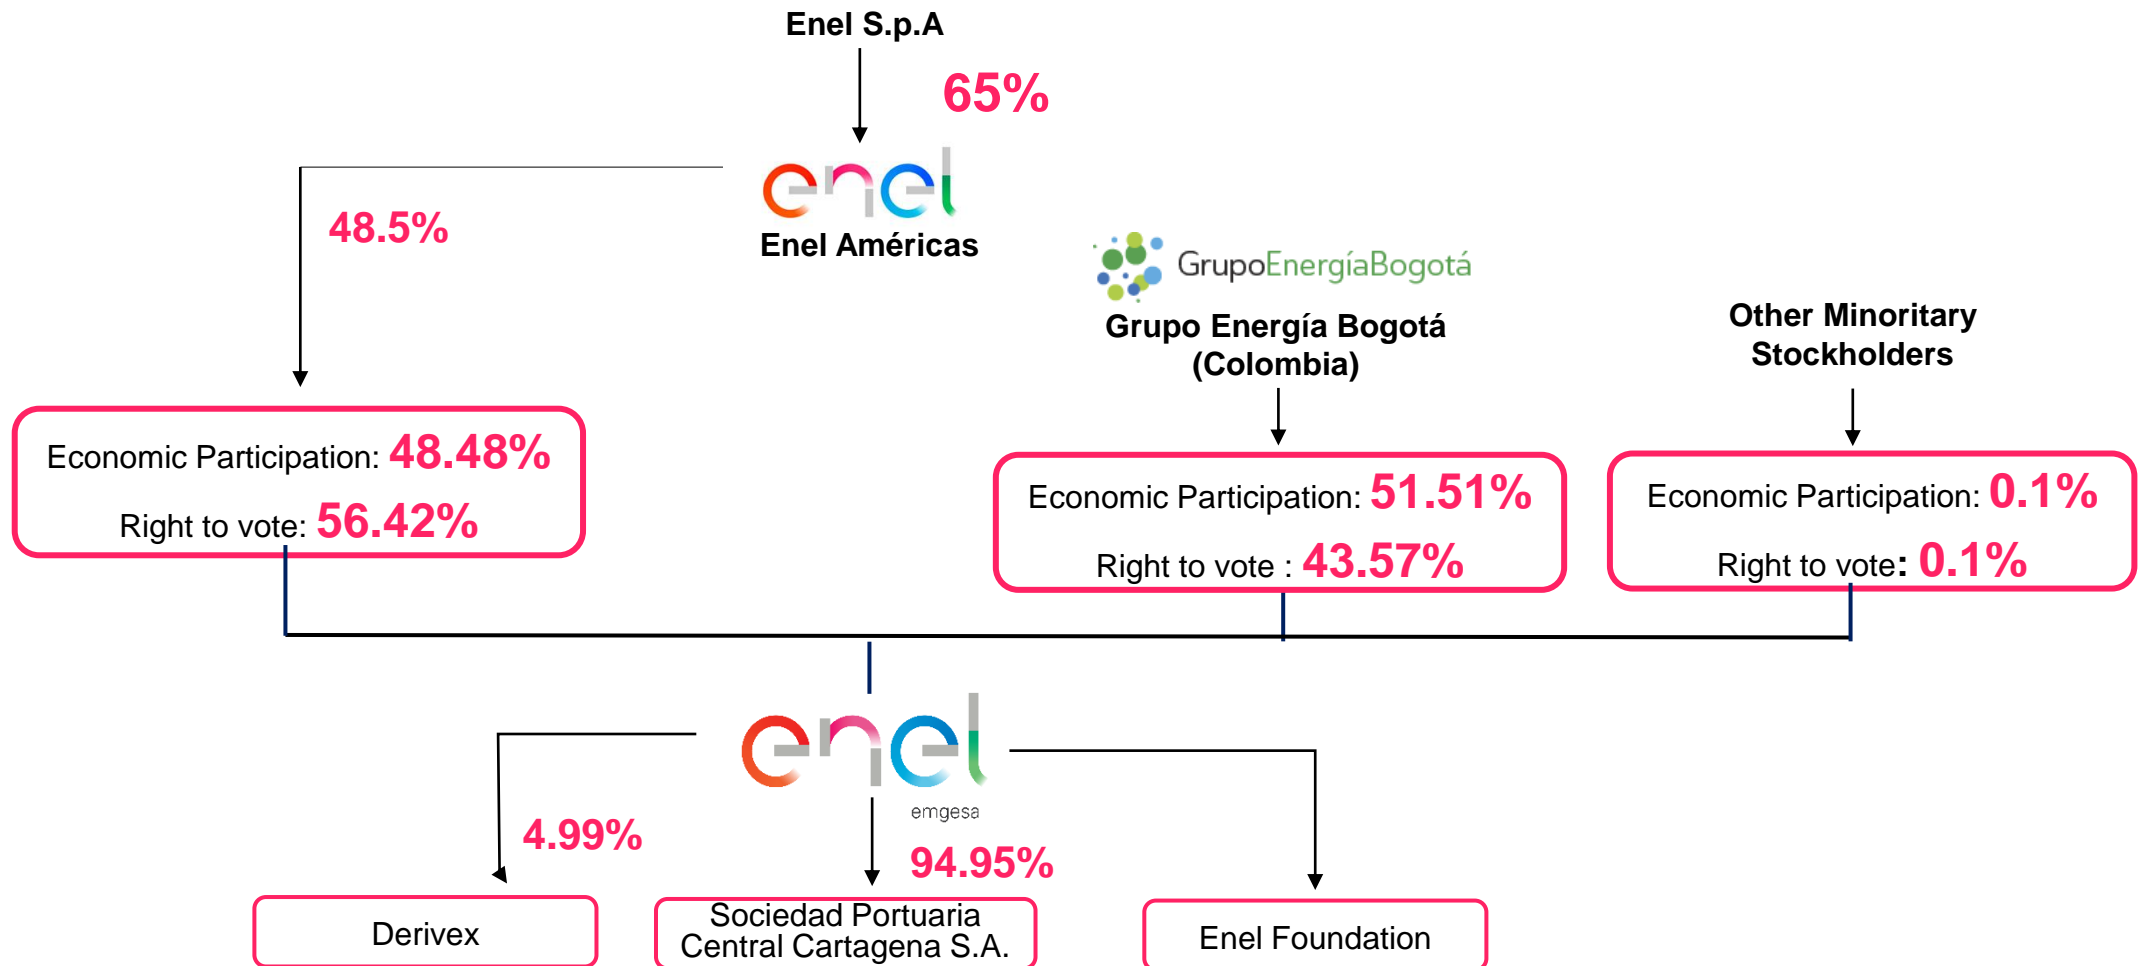 Enel S.p.A
65%
enel
Enel Américas
48.5%
GrupoEnergíaBogotá
Grupo Energía Bogotá
(Colombia)
Other Minoritary
Stockholders
Economic Participation: 48.48%
Right to vote: 56.42%
Economic Participation: 51.51%
Right to vote : 43.57%
Economic Participation: 0.1%
Right to vote: 0.1%
enel
emgesa
4.99%
94.95%
Derivex
Sociedad Portuaria
Central Cartagena S.A.
Enel Foundation